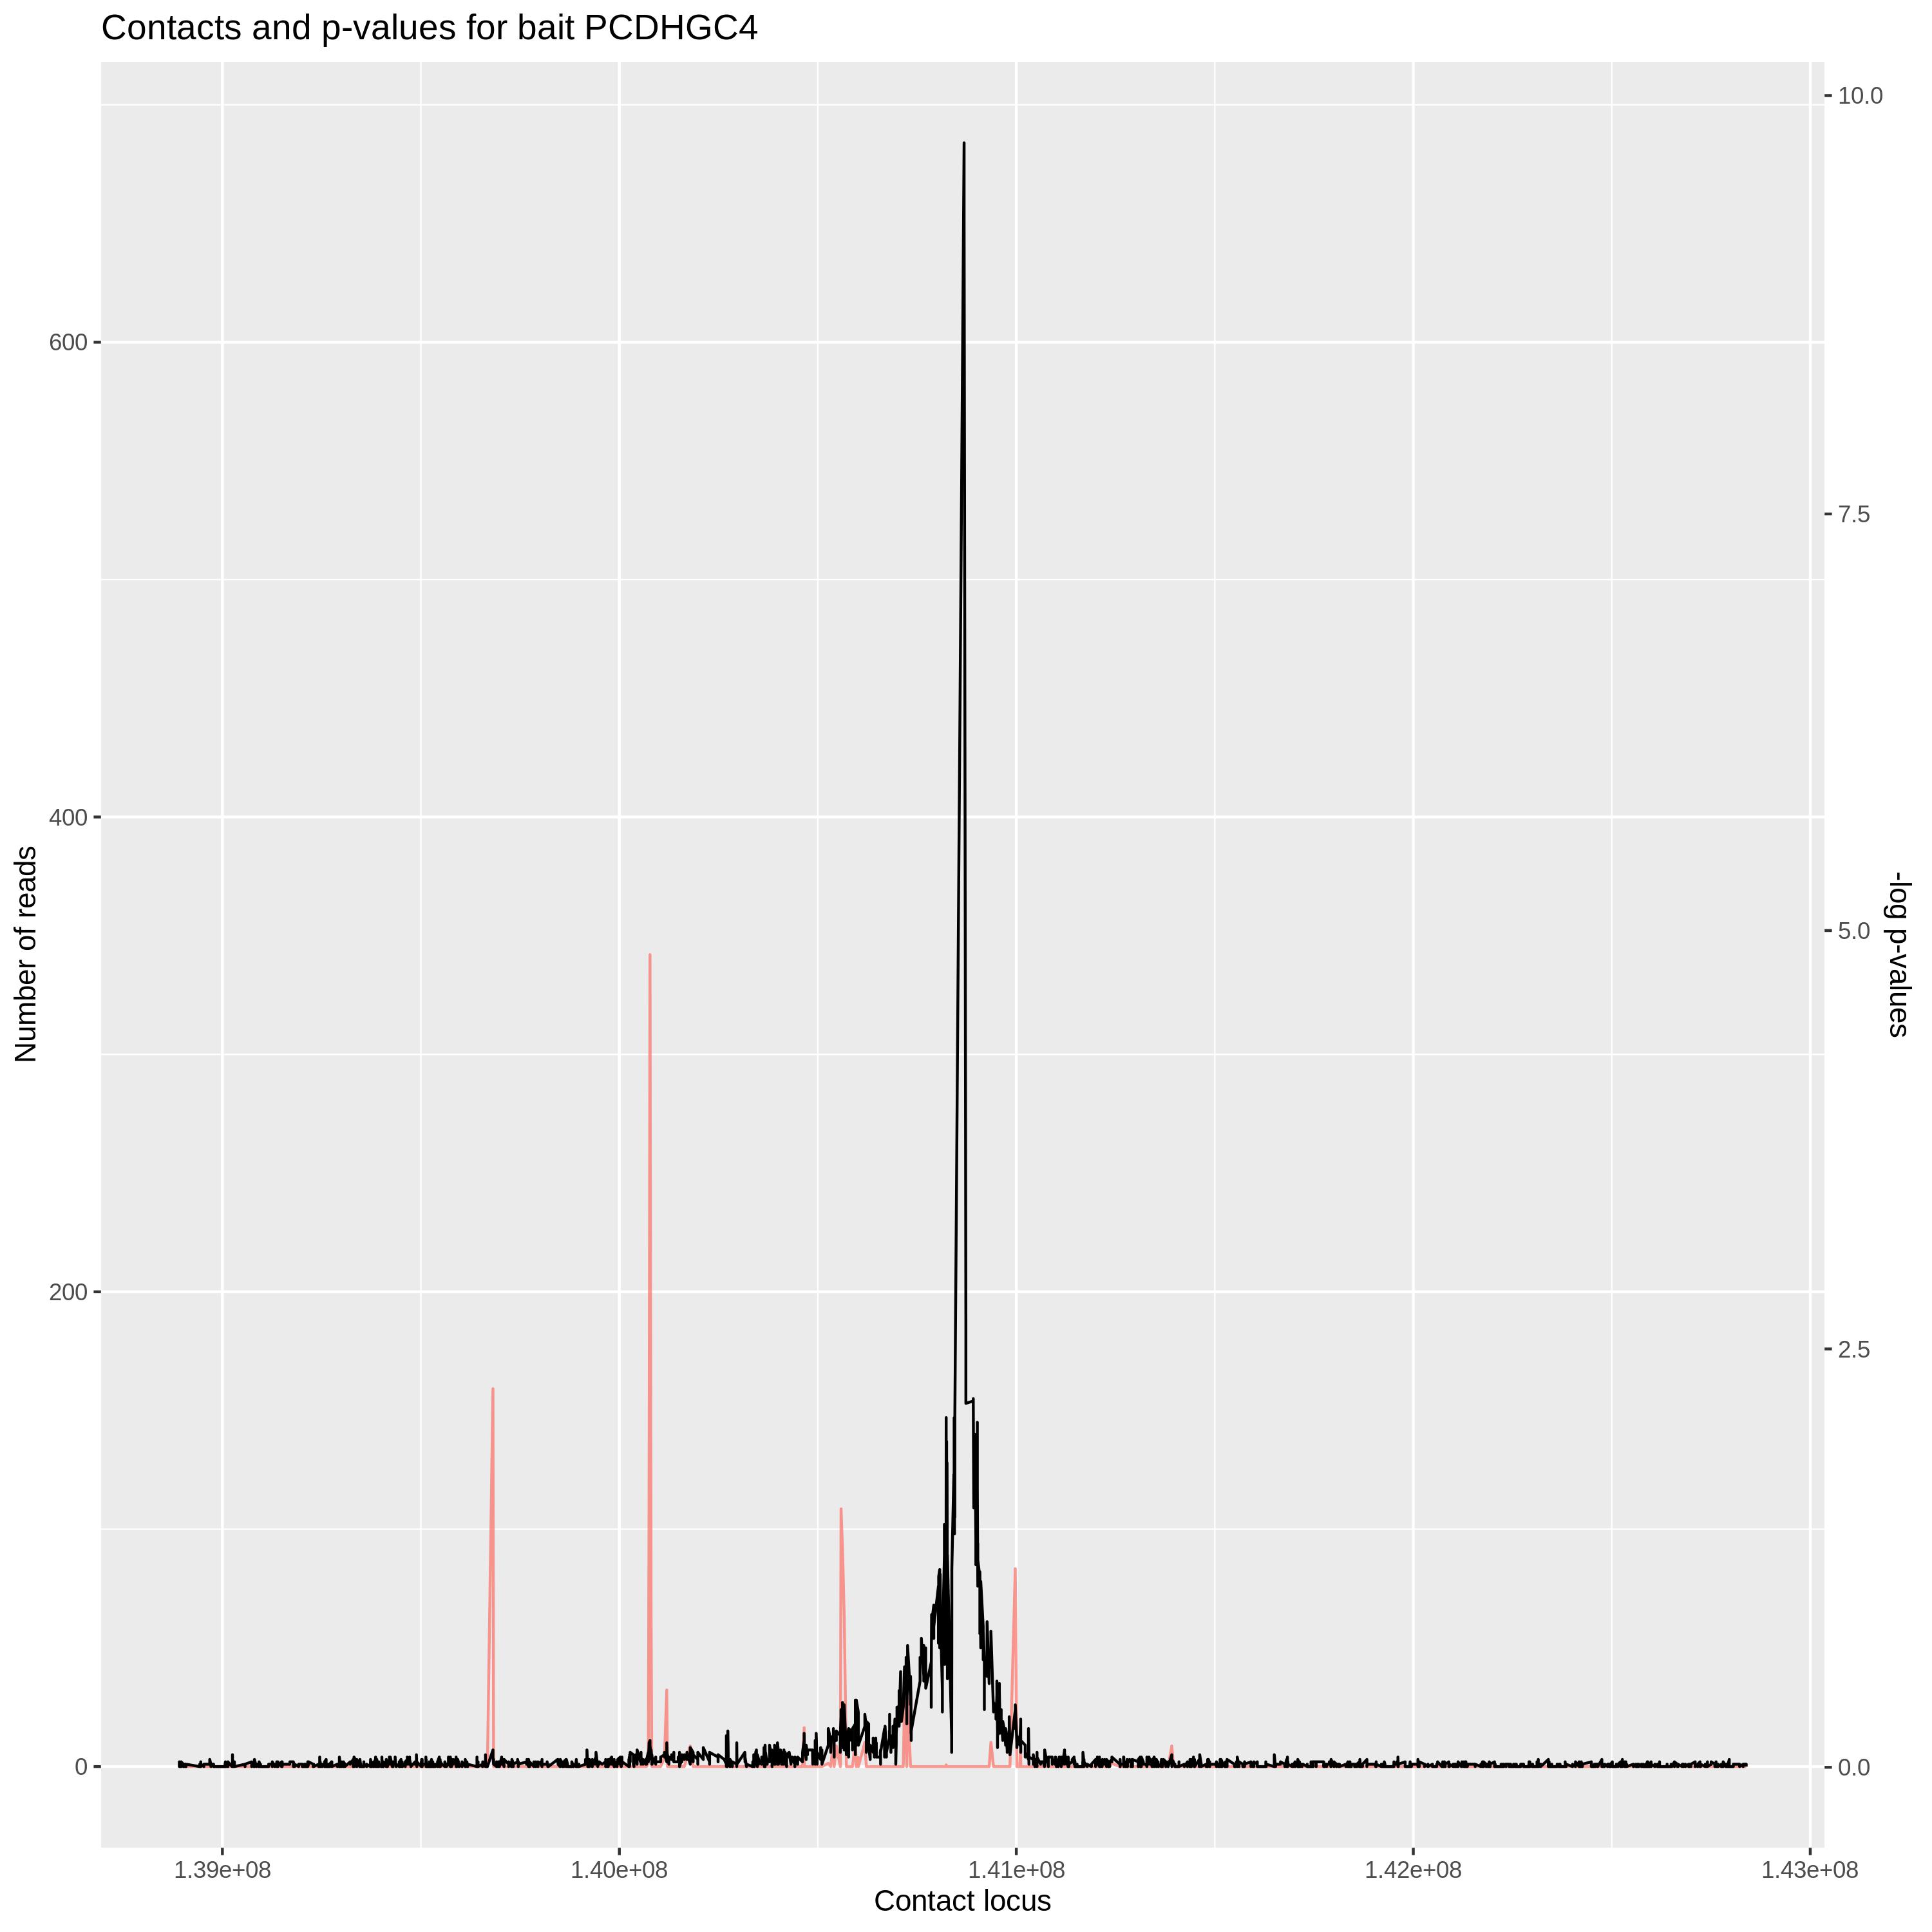 Contacts and p-values for bait PCDHGC4
10.0
600
7.5
400
5.0
Number of reads
-log p-values
200
2.5
0
0.0
1.39e+08
1.40e+08
1.41e+08
1.42e+08
1.43e+08
Contact locus